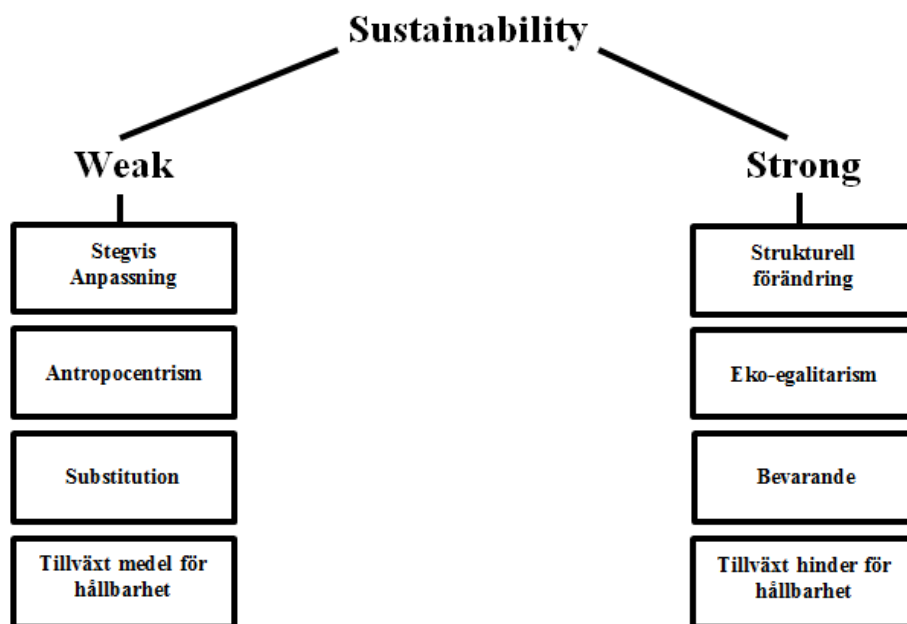 Sustainability
Weak
Strong
Stegvis
Anpassning
Antropocentrism
Substitution
Tillväxt medel för
hållbarhet
Strukturell
förändring
Eko-egalitarism
Bevarande
Tillväxt hinder för
hållbarhet